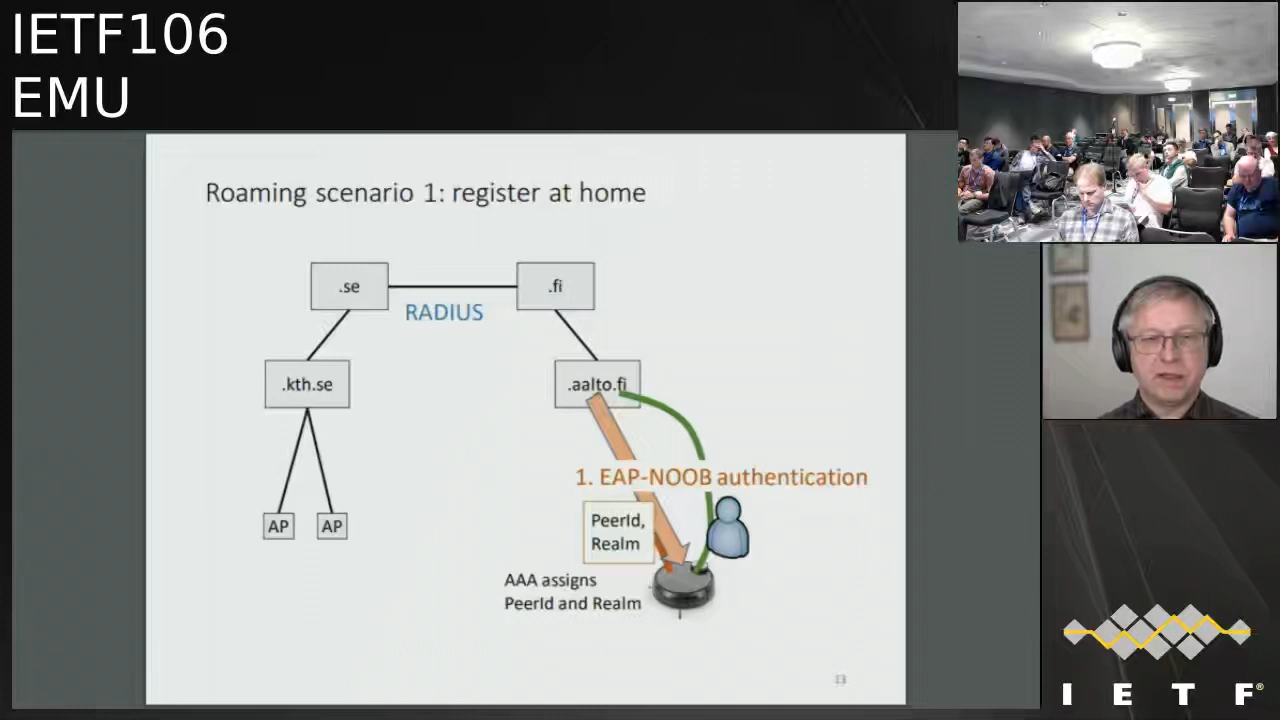 IETF106
EMU
Roaming scenario 1: register at home
.se
.fi
RADIUS
.kth.se
.aalto.fi
1. EAP-NOOB authentication
PeerId,
Realm
AP
AP
AAA assigns
PeerId and Realm
13
I E T F®